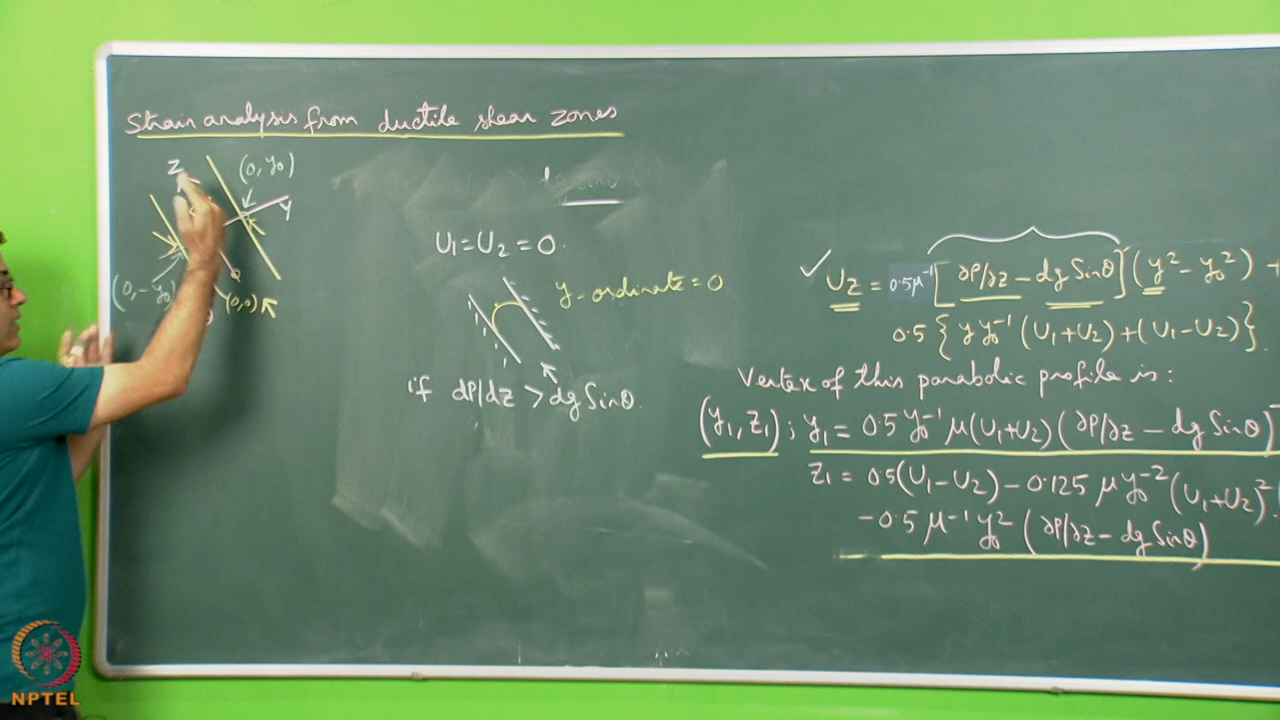 Strain analysis from ductile shear zones
Z
(0, y₀)
Y
(0, -y₀)
(0,0)
U₁=U₂=0.
y-ordinate = 0
if dP/dz > dg Sinθ.
✓ U_Z = 0.5μ⁻¹ [∂P/∂z - dg Sinθ] (y² - y₀²) +
0.5 { y y₀⁻¹ (U₁+U₂) + (U₁-U₂) }
Vertex of this parabolic profile is:
(y₁, z₁) ; y₁ = 0.5 y₀⁻¹ μ(U₁+U₂) (∂P/∂z - dg Sinθ)⁻
z₁ = 0.5(U₁-U₂) - 0.125 μ y₀⁻² (U₁+U₂)²
-0.5 μ⁻¹ y₀² (∂P/∂z - dg Sinθ)
NPTEL